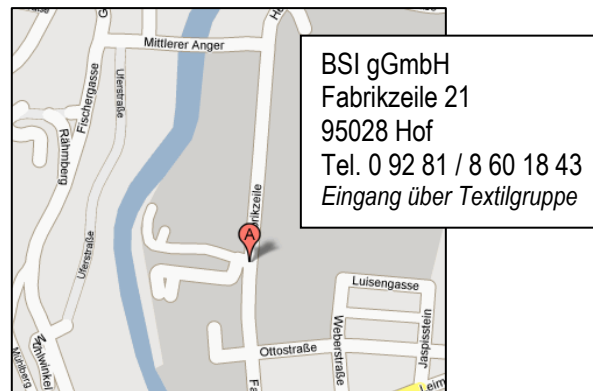 Mittlerer Anger
Fischergasse
Uferstraße
Rähmberg
Uferstraße
A
BSI gGmbH
Fabrikzeile 21
95028 Hof
Tel. 0 92 81 / 8 60 18 43
Eingang über Textilgruppe
Luisengasse
Weberstraße
Jaspisstein
Ottostraße
Mühlberg